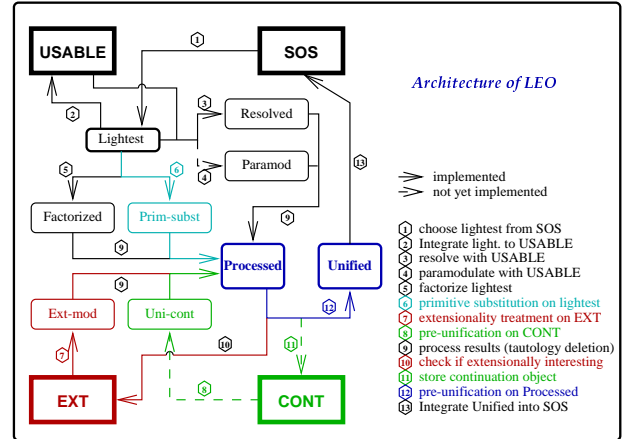 USABLE
SOS
1
Architecture of LEO
2
3
Resolved
Lightest
4
Paramod
13
5
6
implemented
not yet implemented
Factorized
Prim-subst
9
9
1 choose lightest from SOS
2 Integrate light. to USABLE
3 resolve with USABLE
4 paramodulate with USABLE
5 factorize lightest
6 primitive substitution on lightest
7 extensionality treatment on EXT
8 pre-unification on CONT
9 process results (tautology deletion)
10 check if extensionally interesting
11 store continuation object
12 pre-unification on Processed
13 Integrate Unified into SOS
Processed
Unified
9
Ext-mod
Uni-cont
12
7
10
11
8
EXT
CONT